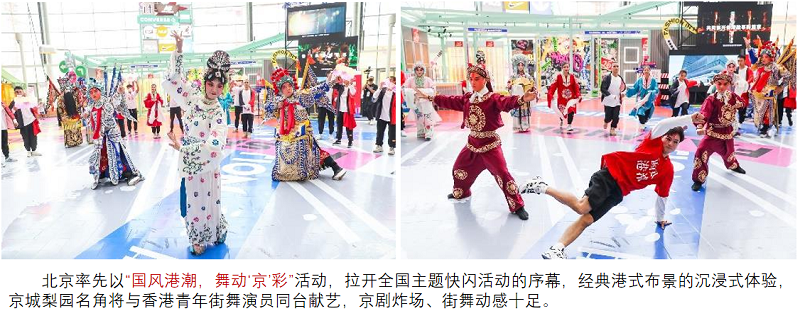 北京率先以“国风港潮，舞动‘京’彩”活动，拉开全国主题快闪活动的序幕，经典港式布景的沉浸式体验，
京城梨园名角将与香港青年街舞演员同台献艺，京剧炸场、街舞动感十足。